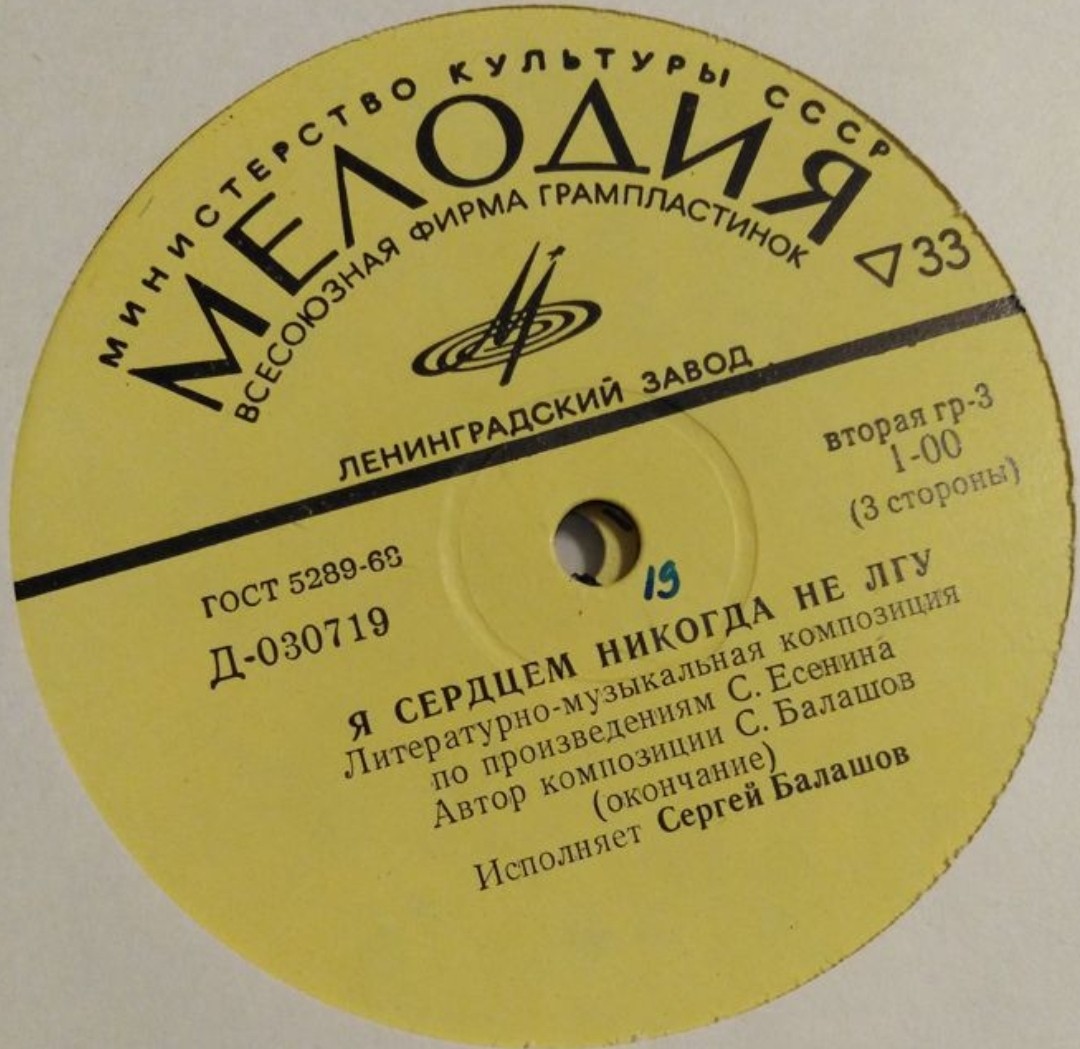 МИНИСТЕРСТВО КУЛЬТУРЫ СССР
МЕЛОДИЯ
ВСЕСОЮЗНАЯ ФИРМА ГРАМПЛАСТИНОК
33
ЛЕНИНГРАДСКИЙ ЗАВОД
вторая гр-3
1-00
(3 стороны)
ГОСТ 5289-68
Д-030719
19
Я СЕРДЦЕМ НИКОГДА НЕ ЛГУ
Литературно-музыкальная композиция
по произведениям С. Есенина
Автор композиции С. Балашов
(окончание)
Исполняет Сергей Балашов